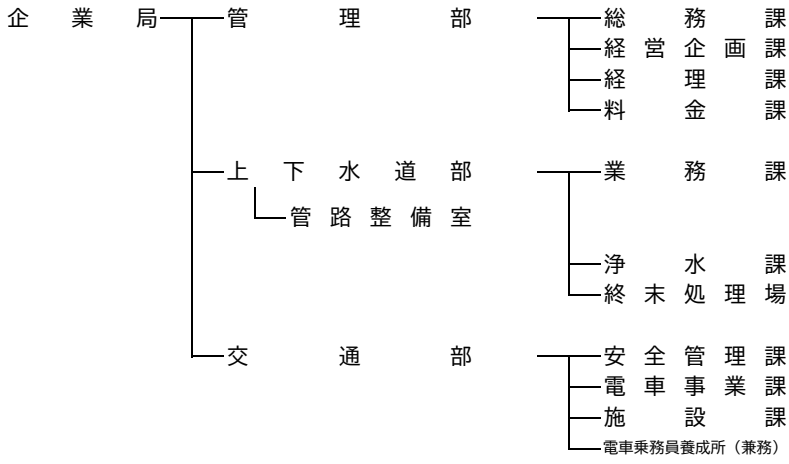 企業局 管理部 総務課
経営企画課
経理課
料金課
上下水道部 業務課
管路整備室
浄水課
終末処理場
交通部 安全管理課
電車事業課
施設課
電車乗務員養成所（兼務）